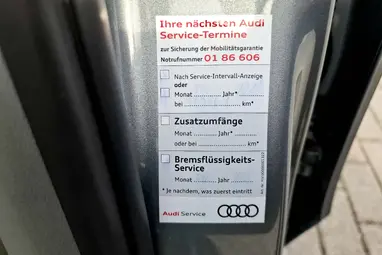 Ihre nächsten Audi
Service-Termine
zur Sicherung der Mobilitätsgarantie
Notrufnummer 01 86 606
Nach Service-Intervall-Anzeige
oder
Monat ............ Jahr*............
bei ........................ km*
Zusatzumfänge
Monat ............ Jahr*............
oder bei .................. km*
Bremsflüssigkeits-
Service
Monat ............ Jahr ............
* Je nachdem, was zuerst eintritt
Audi Service